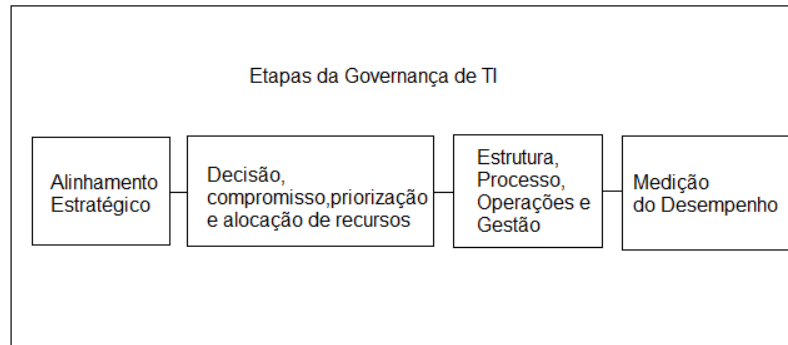 Etapas da Governança de TI
Alinhamento
Estratégico
Decisão,
compromisso,priorização
e alocação de recursos
Estrutura,
Processo,
Operações e
Gestão
Medição
do Desempenho